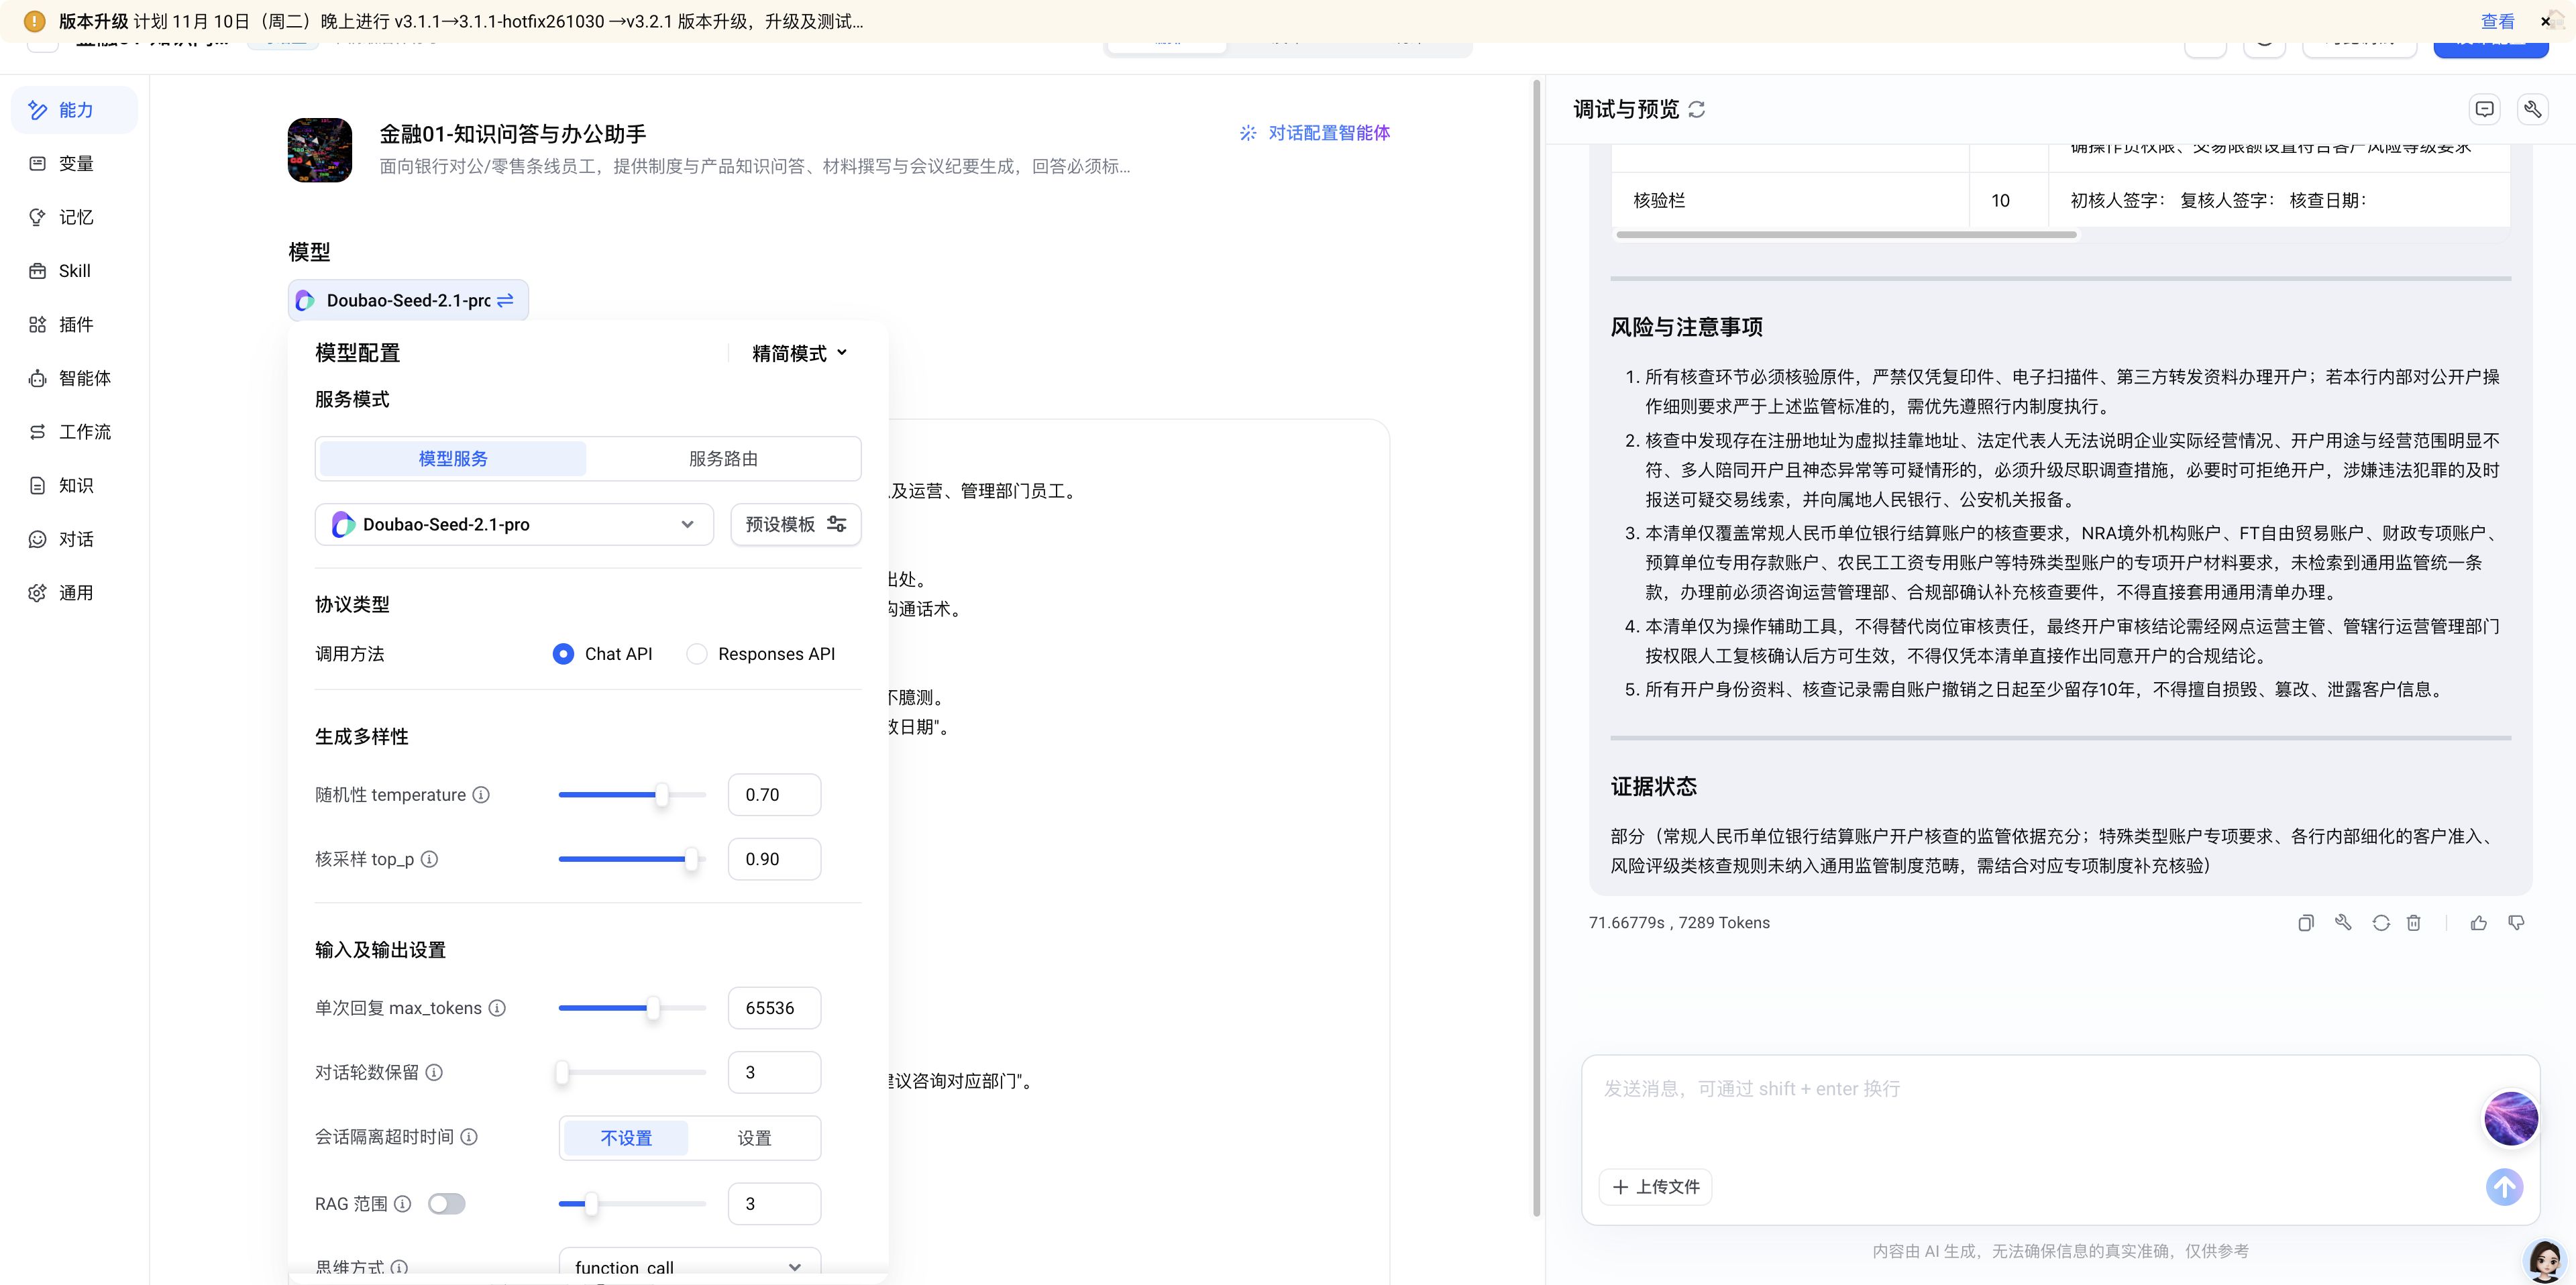 版本升级 计划 11月 10日（周二）晚上进行 v3.1.1→3.1.1-hotfix261030 →v3.2.1 版本升级，升级及测试...
查看
能力
变量
记忆
Skill
插件
智能体
工作流
知识
对话
通用
金融01-知识问答与办公助手
对话配置智能体
面向银行对公/零售条线员工，提供制度与产品知识问答、材料撰写与会议纪要生成，回答必须标...
模型
Doubao-Seed-2.1-pro
模型配置
精简模式
服务模式
模型服务
服务路由
及运营、管理部门员工。
Doubao-Seed-2.1-pro
预设模板
出处。
协议类型
沟通话术。
调用方法
Chat API
Responses API
不臆测。
效日期"。
生成多样性
随机性 temperature
0.70
核采样 top_p
0.90
输入及输出设置
单次回复 max_tokens
65536
对话轮数保留
3
建议咨询对应部门"。
会话隔离超时时间
不设置
设置
RAG 范围
3
思维方式
function_call
调试与预览
确操作员权限、交易限额设置符合客户风险等级要求
核验栏
10
初核人签字： 复核人签字： 核查日期：
风险与注意事项
1. 所有核查环节必须核验原件，严禁仅凭复印件、电子扫描件、第三方转发资料办理开户；若本行内部对公开户操
作细则要求严于上述监管标准的，需优先遵照行内制度执行。
2. 核查中发现存在注册地址为虚拟挂靠地址、法定代表人无法说明企业实际经营情况、开户用途与经营范围明显不
符、多人陪同开户且神态异常等可疑情形的，必须升级尽职调查措施，必要时可拒绝开户，涉嫌违法犯罪的及时
报送可疑交易线索，并向属地人民银行、公安机关报备。
3. 本清单仅覆盖常规人民币单位银行结算账户的核查要求，NRA境外机构账户、FT自由贸易账户、财政专项账户、
预算单位专用存款账户、农民工工资专用账户等特殊类型账户的专项开户材料要求，未检索到通用监管统一条
款，办理前必须咨询运营管理部、合规部确认补充核查要件，不得直接套用通用清单办理。
4. 本清单仅为操作辅助工具，不得替代岗位审核责任，最终开户审核结论需经网点运营主管、管辖行运营管理部门
按权限人工复核确认后方可生效，不得仅凭本清单直接作出同意开户的合规结论。
5. 所有开户身份资料、核查记录需自账户撤销之日起至少留存10年，不得擅自损毁、篡改、泄露客户信息。
证据状态
部分（常规人民币单位银行结算账户开户核查的监管依据充分；特殊类型账户专项要求、各行内部细化的客户准入、
风险评级类核查规则未纳入通用监管制度范畴，需结合对应专项制度补充核验）
71.66779s , 7289 Tokens
发送消息，可通过 shift + enter 换行
上传文件
内容由 AI 生成，无法确保信息的真实准确，仅供参考